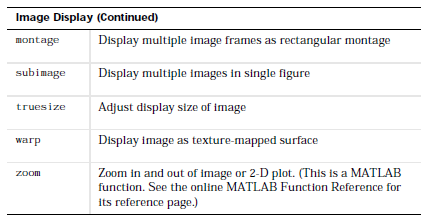 Image Display (Continued)
montage Display multiple image frames as rectangular montage
subimage Display multiple images in single figure
truesize Adjust display size of image
warp Display image as texture-mapped surface
zoom Zoom in and out of image or 2-D plot. (This is a MATLAB
function. See the online MATLAB Function Reference for
its reference page.)